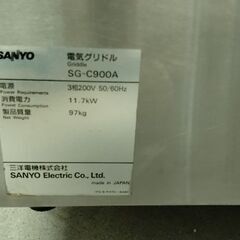 SANYO
電気グリドル
Griddle
SG-C900A
電源
Power Requirements
3相200V 50/60Hz
消費電力
Power Consumption
11.7kW
製品質量
Net Weight
97kg
三洋電機株式会社
SANYO Electric Co., Ltd.
made in JAPAN